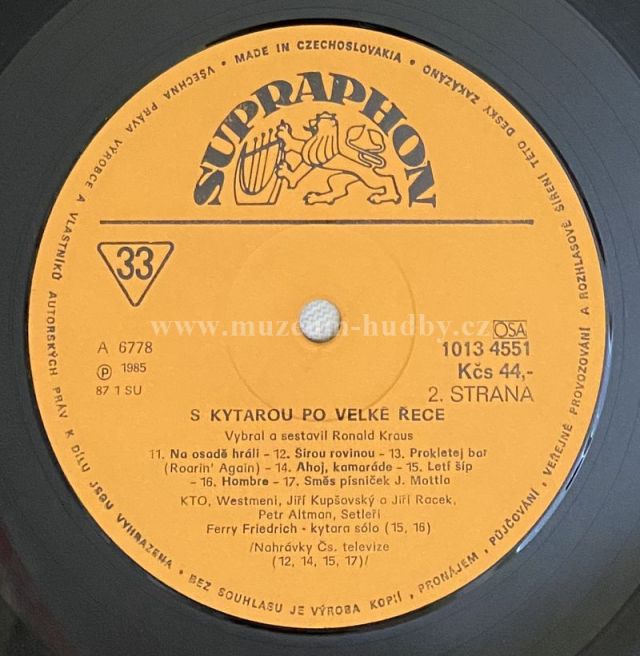 VŠECHNA PRÁVA VÝROBCE A VLASTNÍKŮ AUTORSKÝCH PRÁV K DÍLU JSOU VYHRAZENA • BEZ SOUHLASU JE VÝROBA KOPIÍ, PRONÁJEM, PŮJČOVÁNÍ, VEŘEJNÉ PROVOZOVÁNÍ A ROZHLASOVÉ ŠÍŘENÍ TÉTO DESKY ZAKÁZÁNO • MADE IN CZECHOSLOVAKIA •
SUPRAPHON
33
www.muzeum-hudby.cz
OSA
A 6778
1013 4551
Ⓟ 1985
Kčs 44,-
87 1 SU
2. STRANA
S KYTAROU PO VELKÉ ŘECE
Vybral a sestavil Ronald Kraus
11. Na osadě hráli - 12. Šírou rovinou - 13. Prokletej bar
(Roarin' Again) - 14. Ahoj, kamaráde - 15. Letí šíp
- 16. Hombre - 17. Směs písniček J. Mottla
KTO, Westmeni, Jiří Kupšovský a Jiří Racek,
Petr Altman, Setleři
Ferry Friedrich - kytara sólo (15, 16)
/Nahrávky Čs. televize
(12, 14, 15, 17)/